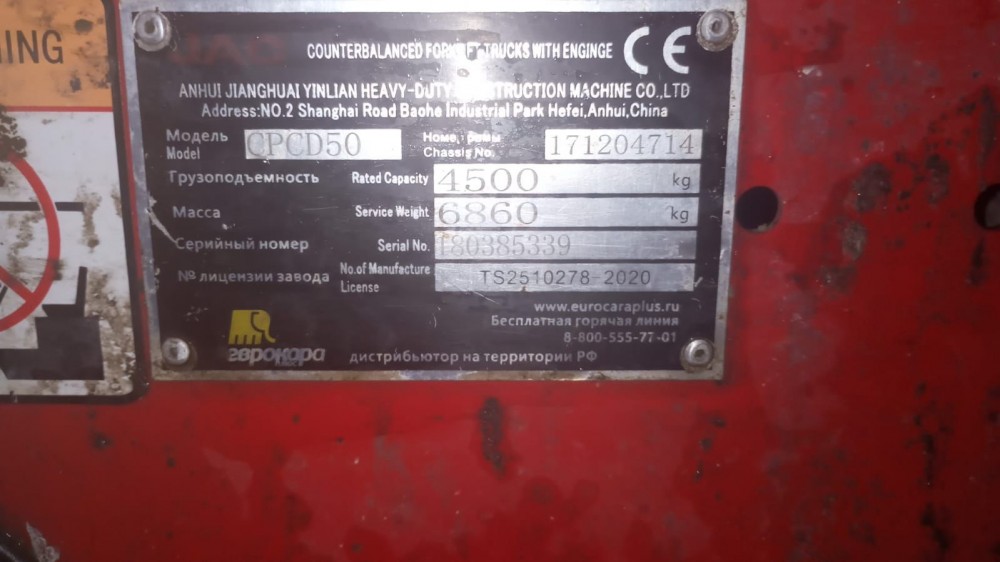 ING
COUNTERBALANCED FORKLIFT TRUCKS WITH ENGINGE CE
ANHUI JIANGHUAI YINLIAN HEAVY-DUTY CONSTRUCTION MACHINE CO.,LTD
Address:NO.2 Shanghai Road Baohe Industrial Park Hefei,Anhui,China
Модель Model CPCD50 Chassis No. 171204714
Грузоподъемность Rated Capacity 4500 kg
Масса Service Weight 6860 kg
Серийный номер Serial No. 180385339
№ лицензии завода No.of Manufacture License TS2510278-2020
www.eurocaraplus.ru
Бесплатная горячая линия
8-800-555-77-01
еврокара дистрибьютор на территории РФ